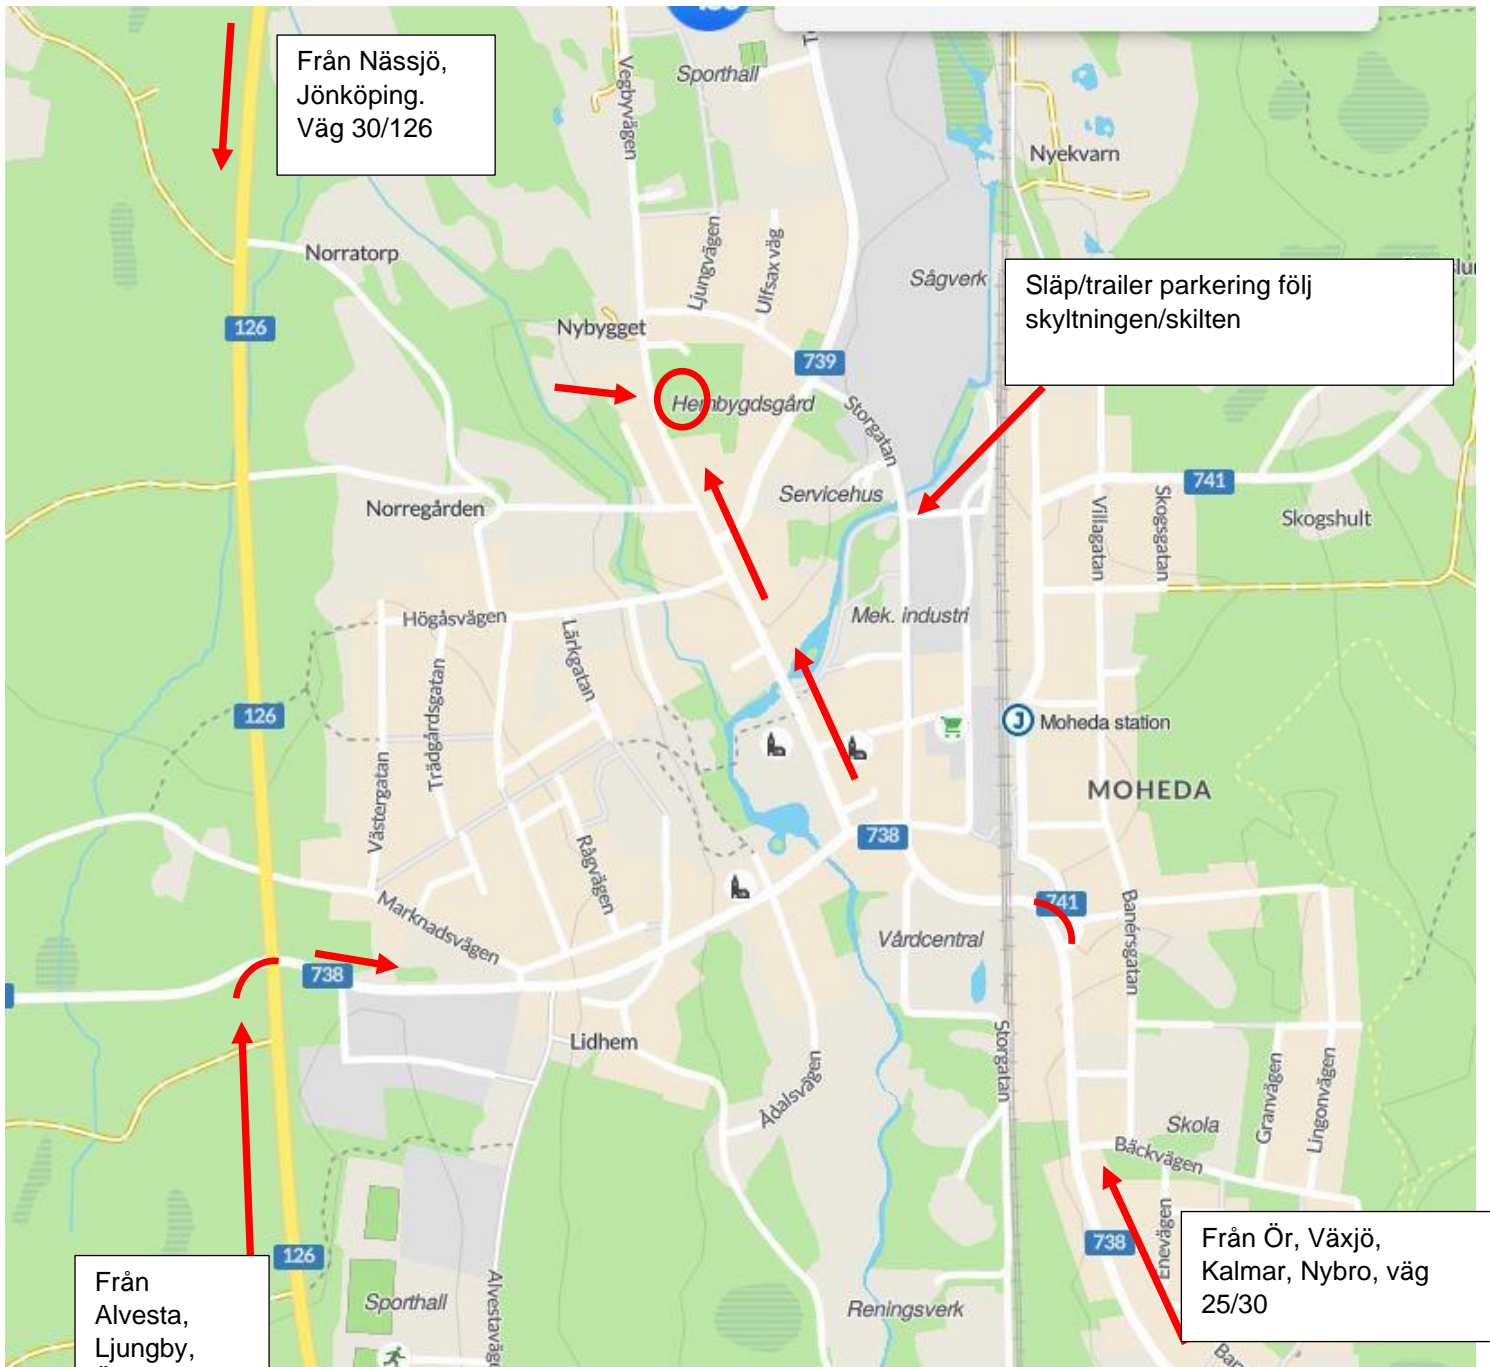 Från Nässjö,
Jönköping.
Väg 30/126
Sporthall
Vegbyvägen
Nyekvarn
Norratorp
Ljungvägen
Ulfsax väg
Sågverk
Släp/trailer parkering följ
skyltningen/skilten
126
Nybygget
739
Hembygdsgård
Storgatan
Servicehus
741
Norregården
Villagatan
Skogsgatan
Skogshult
Högåsvägen
Lärkgatan
Mek. industri
Trädgårdsgatan
126
J
Moheda station
Västergatan
MOHEDA
738
Rågvägen
Marknadsvägen
741
Banérsgatan
Vårdcentral
738
Lidhem
Storgatan
Ådalsvägen
Granvägen
Lingonvägen
Skola
Bäckvägen
Enevägen
126
738
Från Ör, Växjö,
Kalmar, Nybro, väg
25/30
Från
Alvesta,
Ljungby,
Sporthall
Alvestaväge
Reningsverk